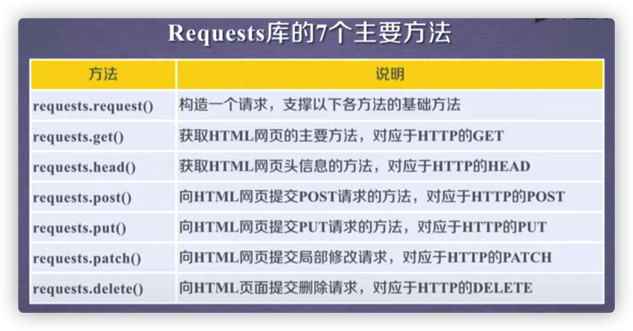 Requests库的7个主要方法
方法 说明
requests.request() 构造一个请求，支撑以下各方法的基础方法
requests.get() 获取HTML网页的主要方法，对应于HTTP的GET
requests.head() 获取HTML网页头信息的方法，对应于HTTP的HEAD
requests.post() 向HTML网页提交POST请求的方法，对应于HTTP的POST
requests.put() 向HTML网页提交PUT请求的方法，对应于HTTP的PUT
requests.patch() 向HTML网页提交局部修改请求，对应于HTTP的PATCH
requests.delete() 向HTML页面提交删除请求，对应于HTTP的DELETE